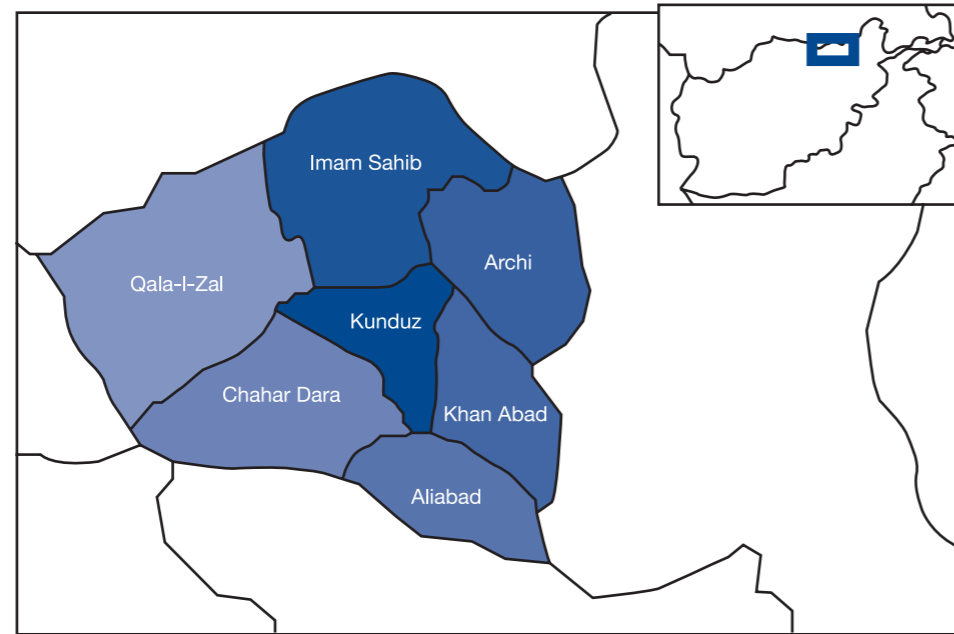 Imam Sahib
Archi
Qala-I-Zal
Kunduz
Chahar Dara
Khan Abad
Aliabad